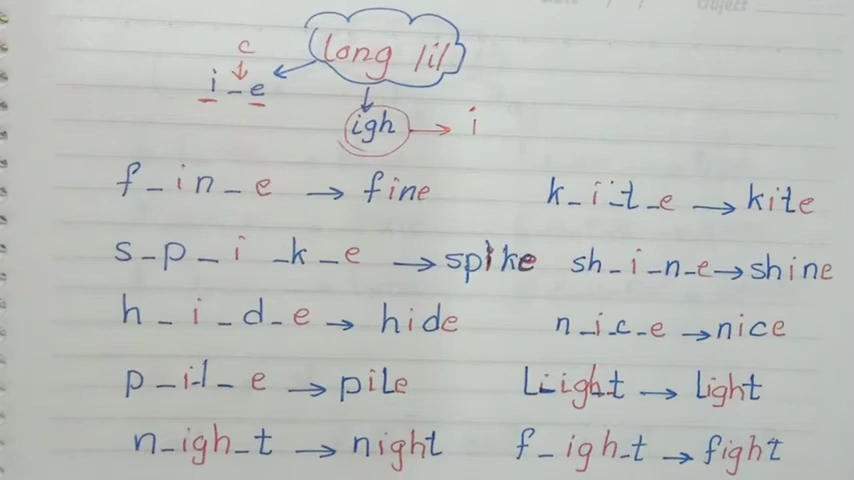 Object
long /i/
c
i_e
igh → i
f_in_e → fine k_i_t_e → kite
s_p_i_k_e → spike sh_i_n_e → shine
h_i_d_e → hide n_i_c_e → nice
p_i_l_e → pile l_igh_t → light
n_igh_t → night f_igh_t → fight